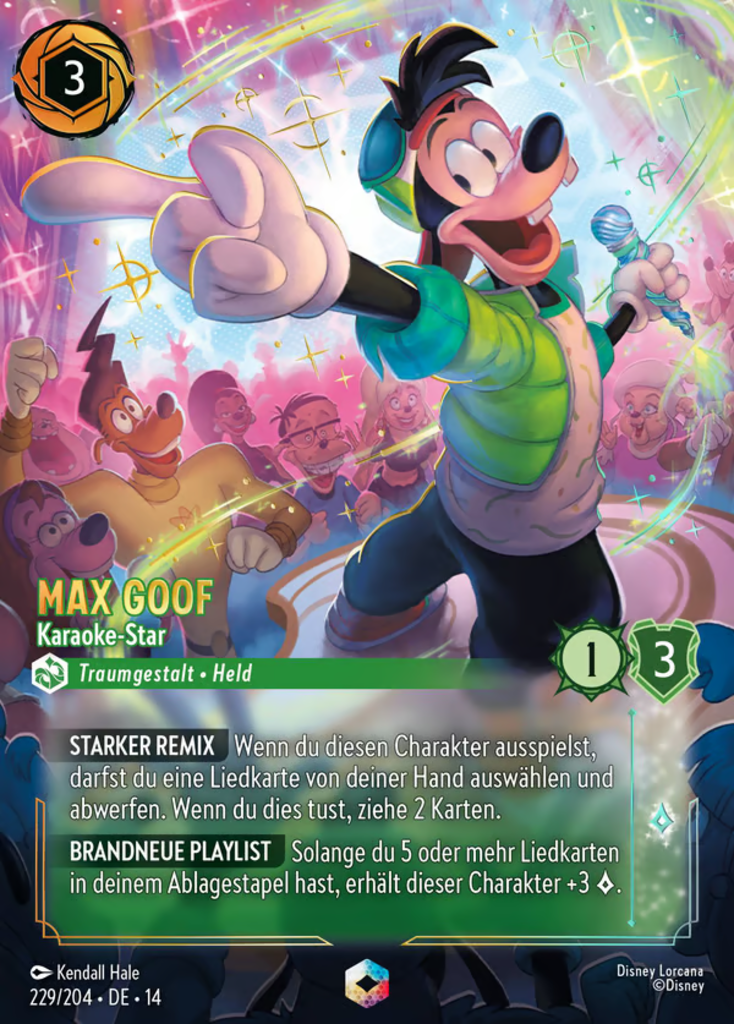 3
MAX GOOF
Karaoke-Star
Traumgestalt • Held
1 3
STARKER REMIX Wenn du diesen Charakter ausspielst,
darfst du eine Liedkarte von deiner Hand auswählen und
abwerfen. Wenn du dies tust, ziehe 2 Karten.
BRANDNEUE PLAYLIST Solange du 5 oder mehr Liedkarten
in deinem Ablagestapel hast, erhält dieser Charakter +3 .
Kendall Hale
229/204 • DE • 14
Disney Lorcana
©Disney